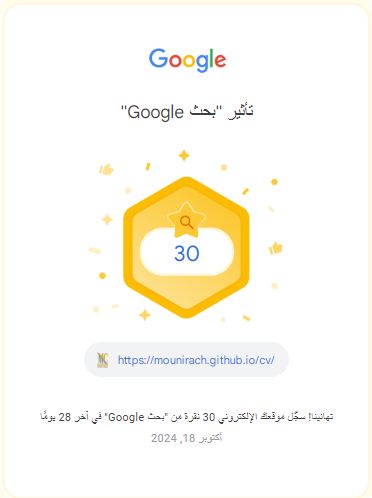 Google
تأثير "بحث Google"
30
https://mounirach.github.io/cv/
تهانينا! سجّل موقعك الإلكتروني 30 نقرة من "بحث Google" في آخر 28 يومًا
أكتوبر 18, 2024